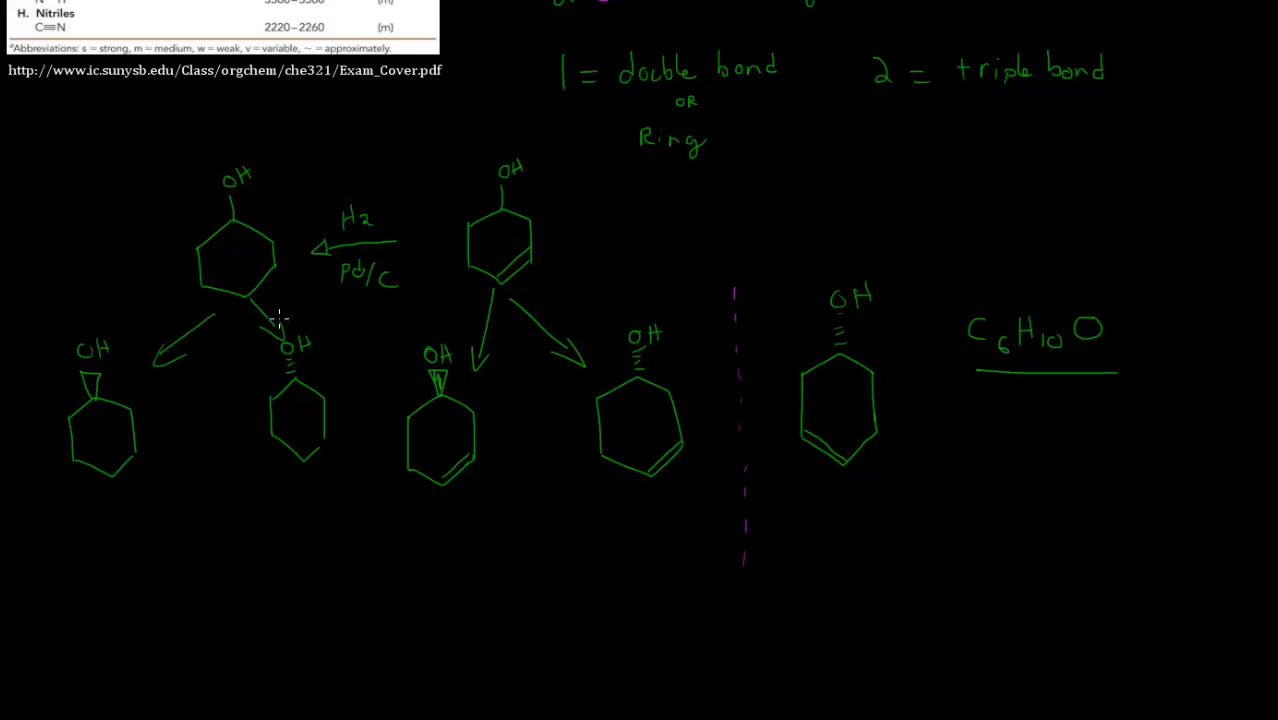 H. Nitriles
C≡N 2220–2260 (m)
ᵃAbbreviations: s = strong, m = medium, w = weak, v = variable, ~ = approximately.
http://www.ic.sunysb.edu/Class/orgchem/che321/Exam_Cover.pdf
1 = double bond 2 = triple bond
OR
Ring
OH OH
H2
Pd/C
OH OH OH OH OH
C6H10O